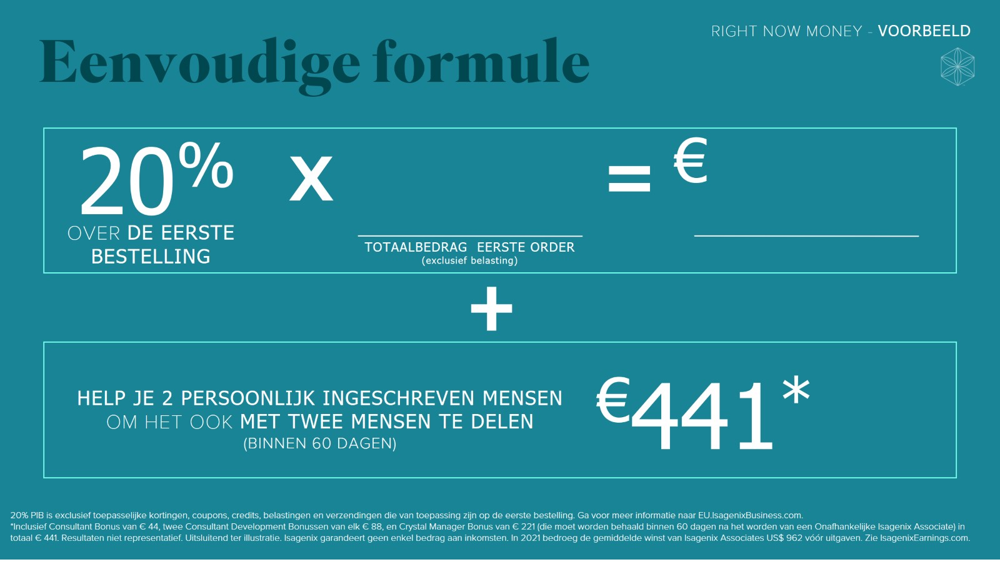 RIGHT NOW MONEY - VOORBEELD
Eenvoudige formule
20% x = €
OVER DE EERSTE
BESTELLING
TOTAALBEDRAG EERSTE ORDER
(exclusief belasting)
+
HELP JE 2 PERSOONLIJK INGESCHREVEN MENSEN
OM HET OOK MET TWEE MENSEN TE DELEN
(BINNEN 60 DAGEN)
€441*
20% PIB is exclusief toepasselijke kortingen, coupons, credits, belastingen en verzendingen die van toepassing zijn op de eerste bestelling. Ga voor meer informatie naar EU.IsagenixBusiness.com.
*Inclusief Consultant Bonus van € 44, twee Consultant Development Bonussen van elk € 88, en Crystal Manager Bonus van € 221 (die moet worden behaald binnen 60 dagen na het worden van een Onafhankelijke Isagenix Associate) in
totaal € 441. Resultaten niet representatief. Uitsluitend ter illustratie. Isagenix garandeert geen enkel bedrag aan inkomsten. In 2021 bedroeg de gemiddelde winst van Isagenix Associates US$ 962 vóór uitgaven. Zie IsagenixEarnings.com.